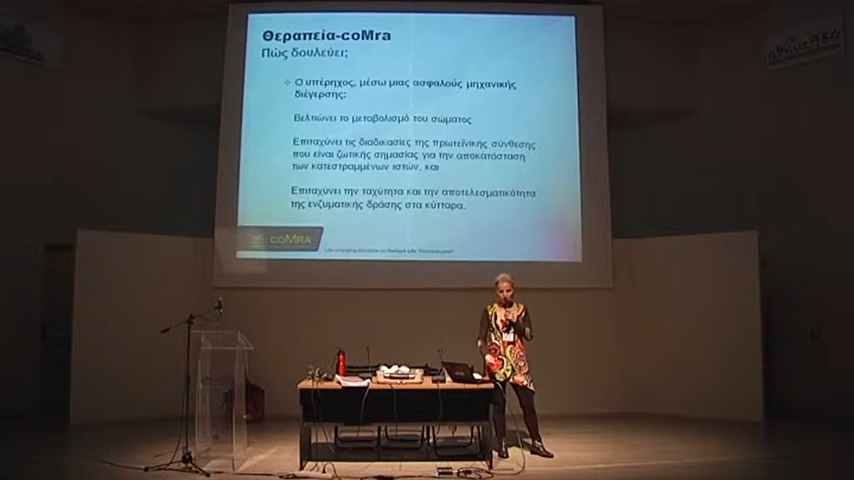 Θεραπεία-coMra
Πώς δουλεύει;
Ο υπέρηχος, μέσω μιας ασφαλούς μηχανικής
διέγερσης:
Βελτιώνει το μεταβολισμό του σώματος
Επιταχύνει τις διαδικασίες της πρωτεϊνικής σύνθεσης
που είναι ζωτικής σημασίας για την αποκατάσταση
των κατεστραμμένων ιστών, και
Επιταχύνει την ταχύτητα και την αποτελεσματικότητα
της ενζυματικής δράσης στα κύτταρα.
coMRA